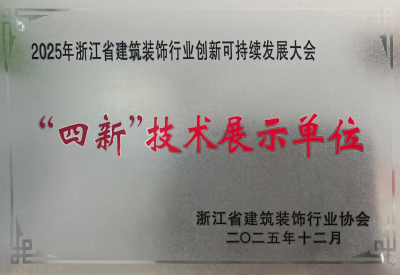 2025年浙江省建筑装饰行业创新可持续发展大会
“四新”技术展示单位
浙江省建筑装饰行业协会
二〇二五年十二月